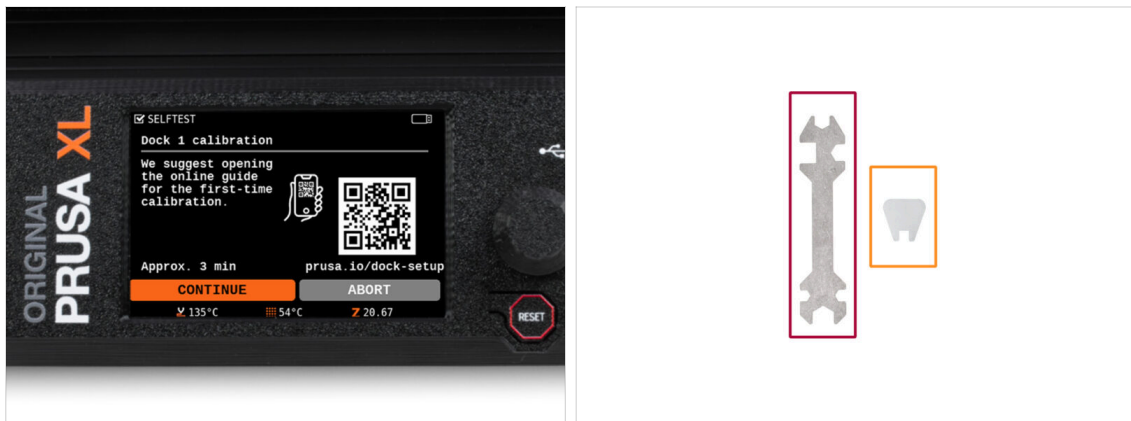 ORIGINAL
PRUSA XL
SELFTEST
Dock 1 calibration
We suggest opening
the online guide
for the first-time
calibration.
Approx. 3 min
prusa.io/dock-setup
CONTINUE
ABORT
135°C
54°C
Z 20.67
RESET